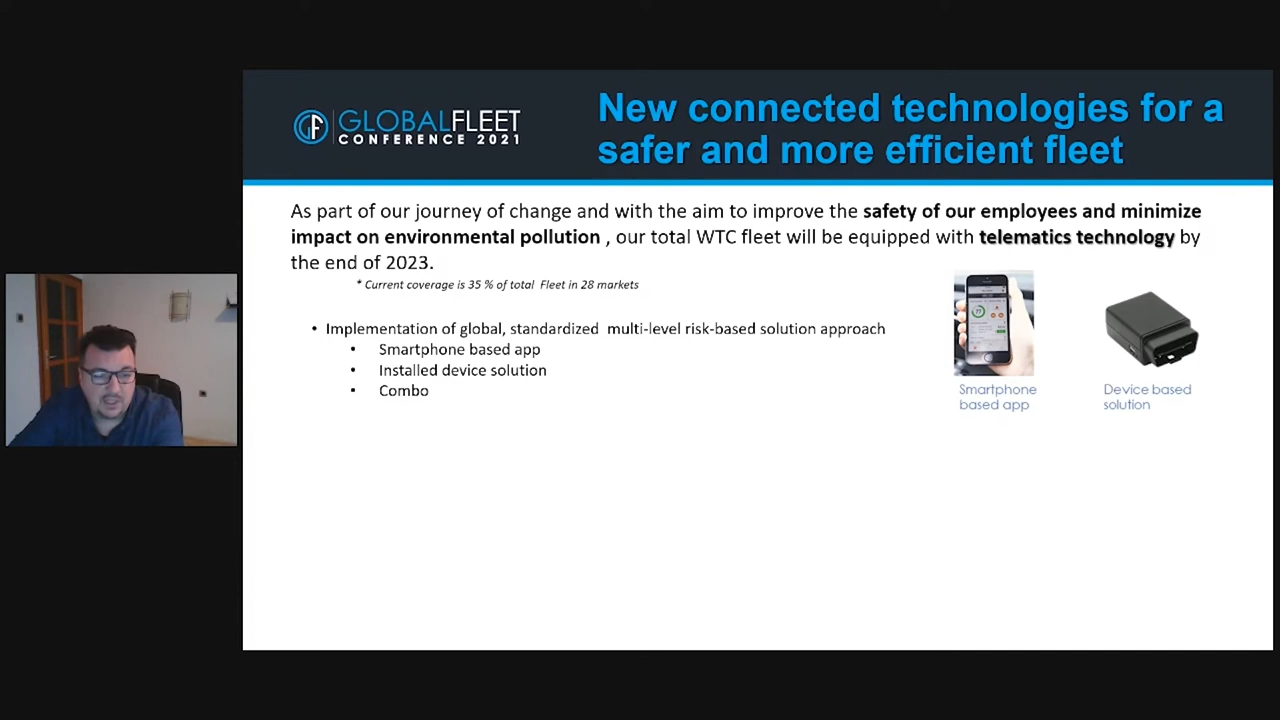 GF GLOBALFLEET
CONFERENCE 2021
New connected technologies for a
safer and more efficient fleet
As part of our journey of change and with the aim to improve the safety of our employees and minimize
impact on environmental pollution , our total WTC fleet will be equipped with telematics technology by
the end of 2023.
* Current coverage is 35 % of total Fleet in 28 markets
• Implementation of global, standardized multi-level risk-based solution approach
• Smartphone based app
• Installed device solution
• Combo
77
Smartphone
based app
Device based
solution